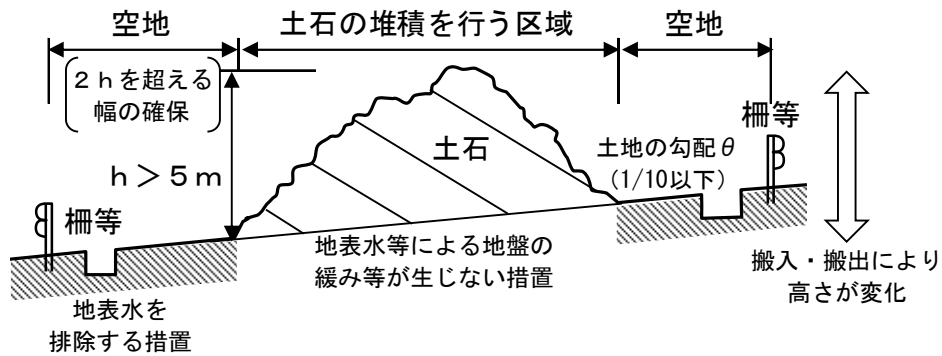 空地
土石の堆積を行う区域
空地
２ｈを超える
幅の確保
ｈ＞５ｍ
土石
土地の勾配θ
（1/10以下）
柵等
柵等
地表水等による地盤の
緩み等が生じない措置
搬入・搬出により
高さが変化
地表水を
排除する措置